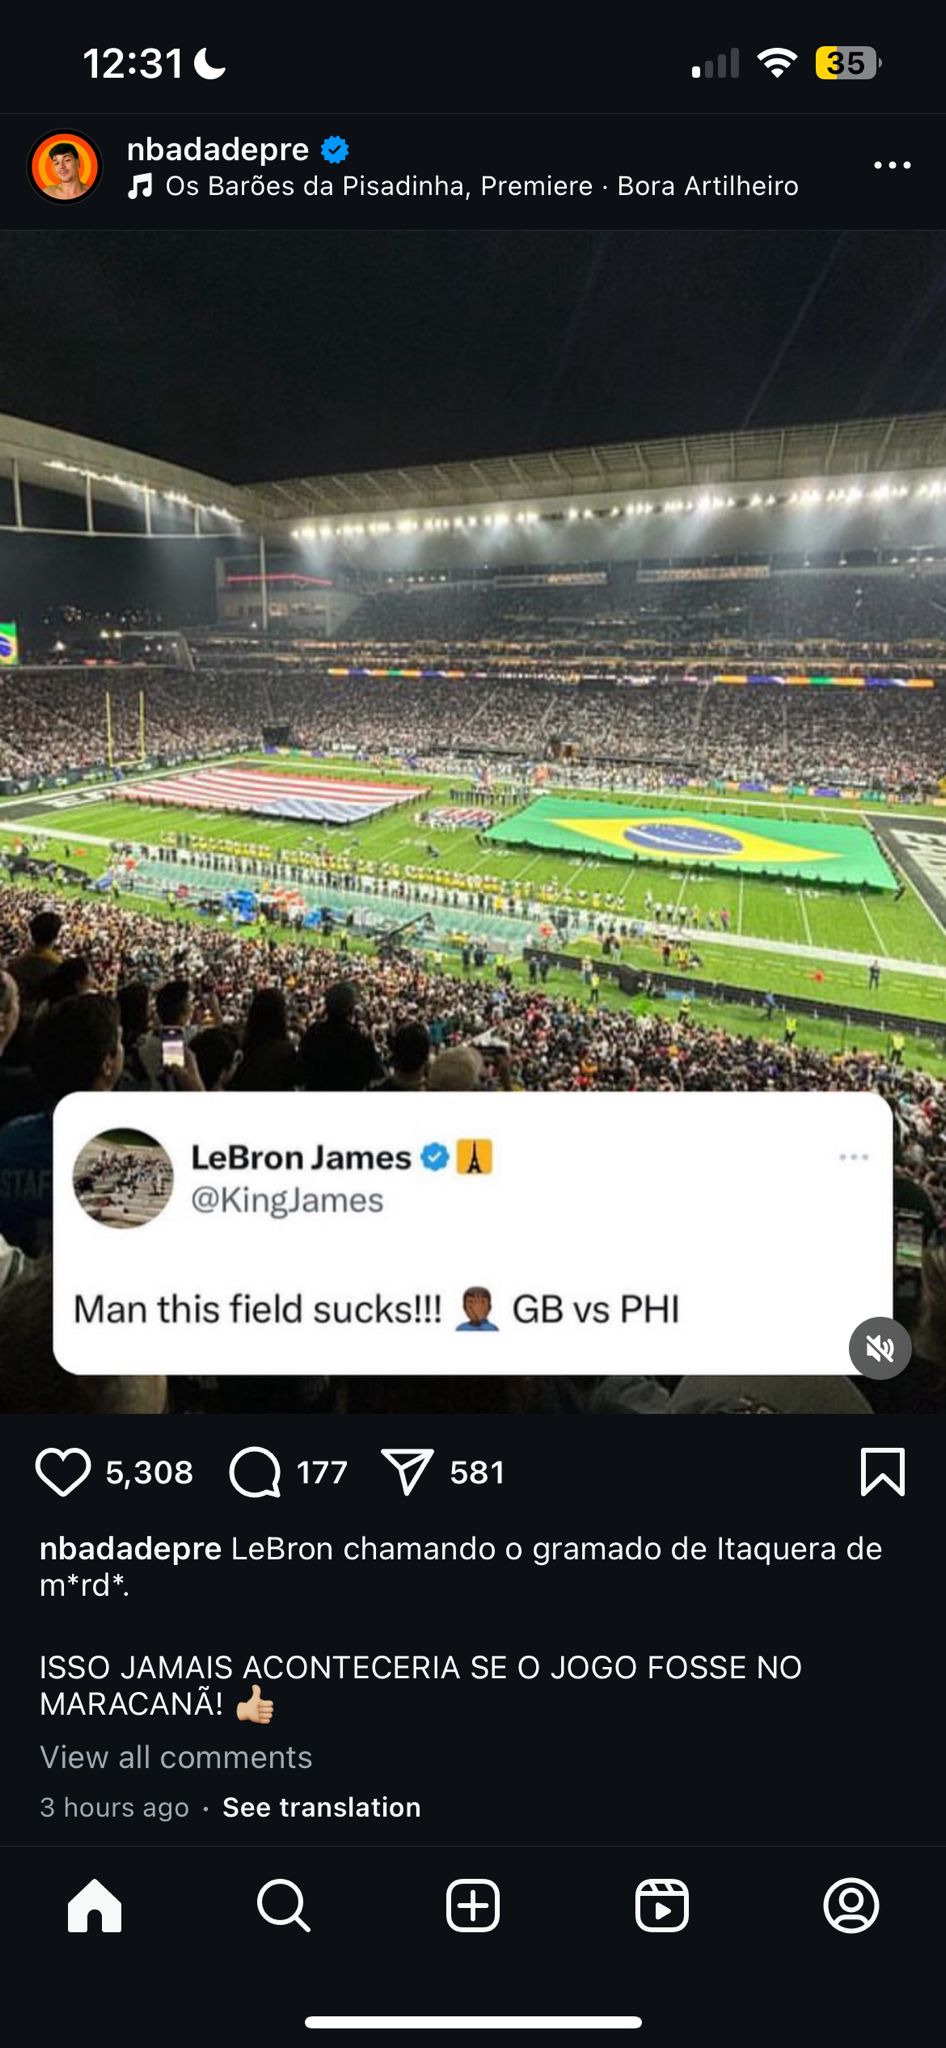 12:31
35
nbadadepre
Os Barões da Pisadinha, Premiere · Bora Artilheiro
STAF
LeBron James
@KingJames
Man this field sucks!!! 🤦🏾‍♂️ GB vs PHI
5,308 177 581
nbadadepre LeBron chamando o gramado de Itaquera de
m*rd*.
ISSO JAMAIS ACONTECERIA SE O JOGO FOSSE NO
MARACANÃ! 👍🏼
View all comments
3 hours ago · See translation